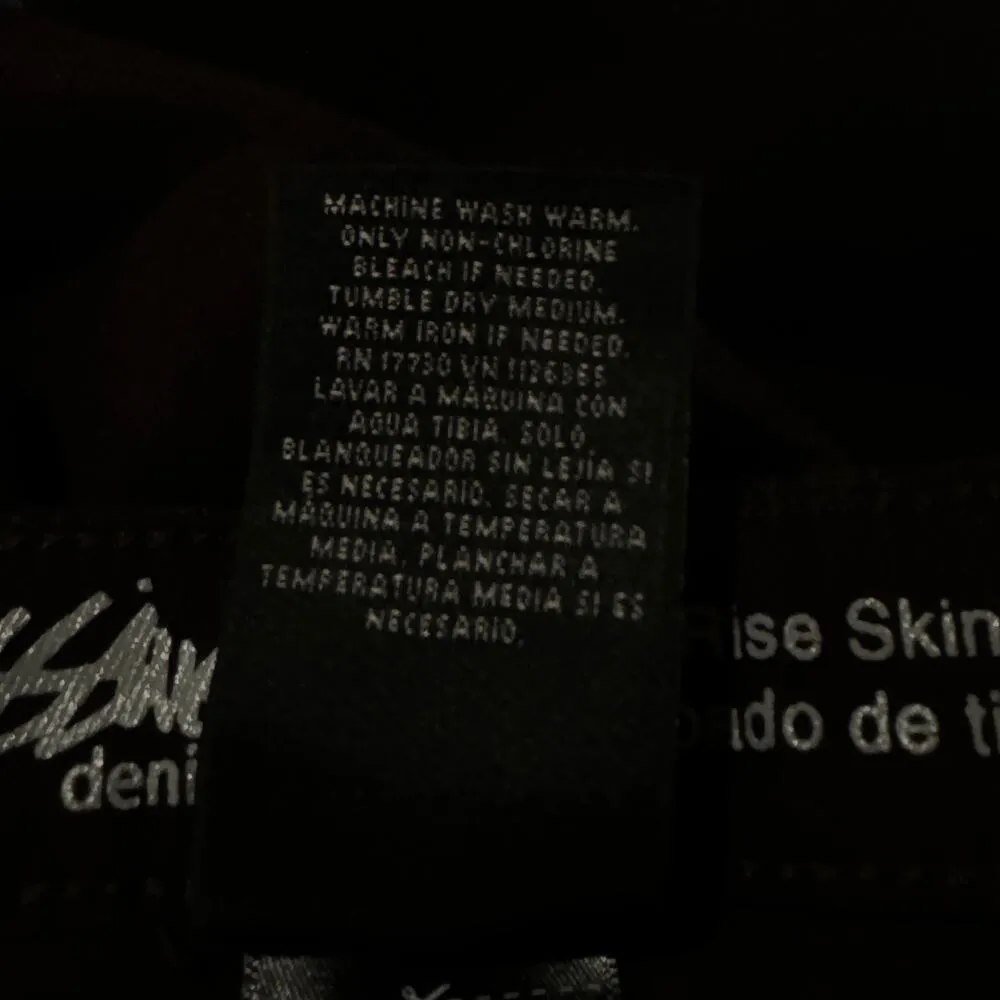 MACHINE WASH WARM.
ONLY NON-CHLORINE
BLEACH IF NEEDED.
TUMBLE DRY MEDIUM.
WARM IRON IF NEEDED.
RN 17730 VN
LAVAR A MÁQUINA CON
AGUA TIBIA. SOLO
BLANQUEADOR SIN LEJÍA SI
ES NECESARIO. SECAR A
MÁQUINA A TEMPERATURA
MEDIA. PLANCHAR A
TEMPERATURA MEDIA SI ES
NECESARIO.
ise Skin
deni
ado de ti